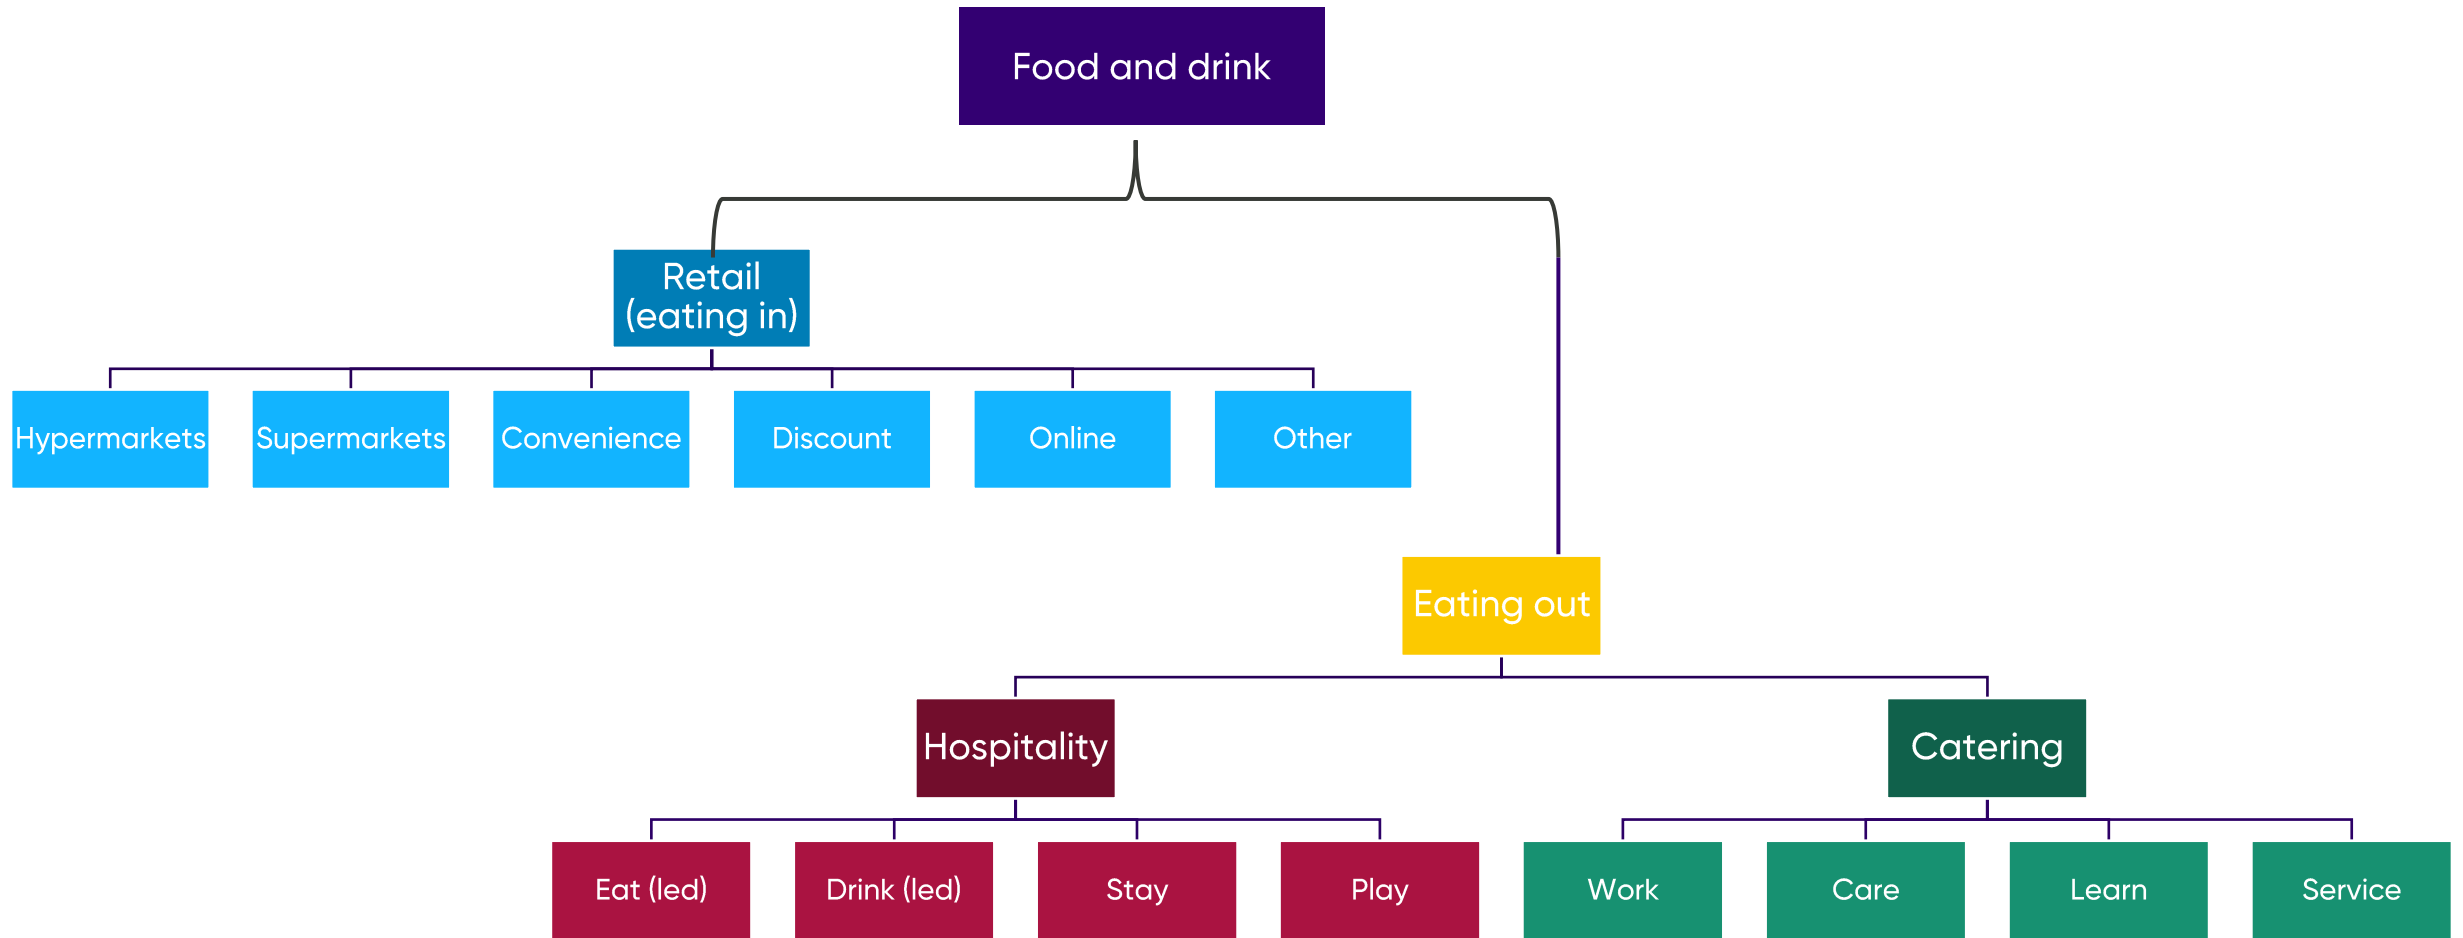 Food and drink
Retail
(eating in)
Hypermarkets
Supermarkets
Convenience
Discount
Online
Other
Eating out
Hospitality
Catering
Eat (led)
Drink (led)
Stay
Play
Work
Care
Learn
Service